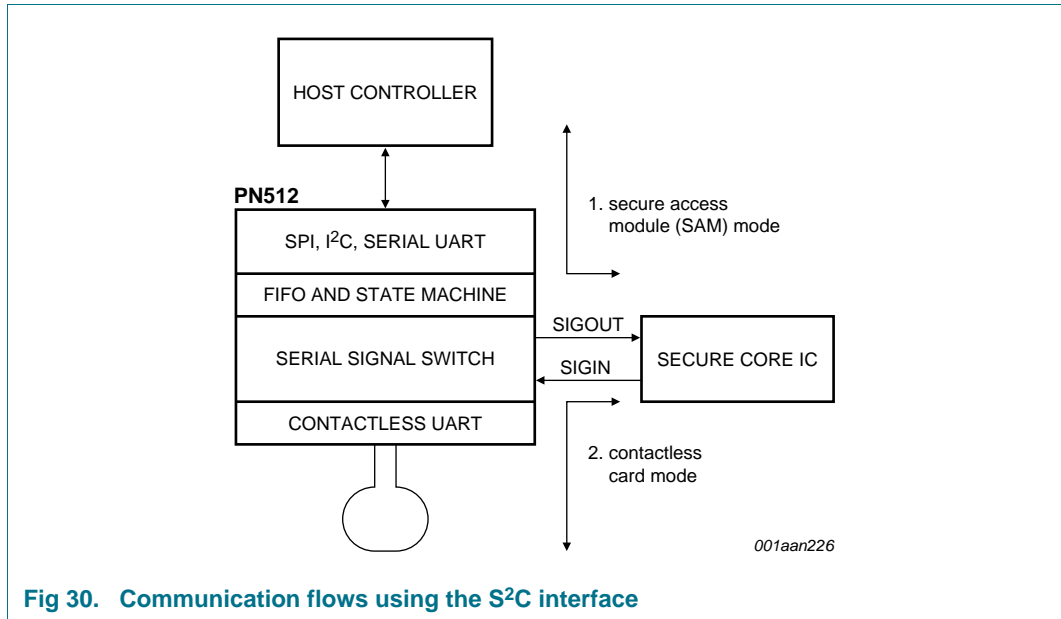 HOST CONTROLLER
PN512
SPI, I²C, SERIAL UART
FIFO AND STATE MACHINE
SERIAL SIGNAL SWITCH
CONTACTLESS UART
SIGOUT
SIGIN
SECURE CORE IC
1. secure access
module (SAM) mode
2. contactless
card mode
001aan226
Fig 30. Communication flows using the S²C interface